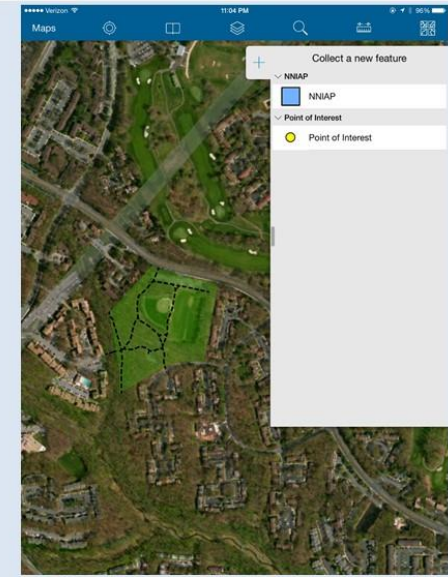 ●●●●● Verizon 11:04 PM 96%
Maps
Collect a new feature
NNIAP
NNIAP
Point of Interest
Point of Interest